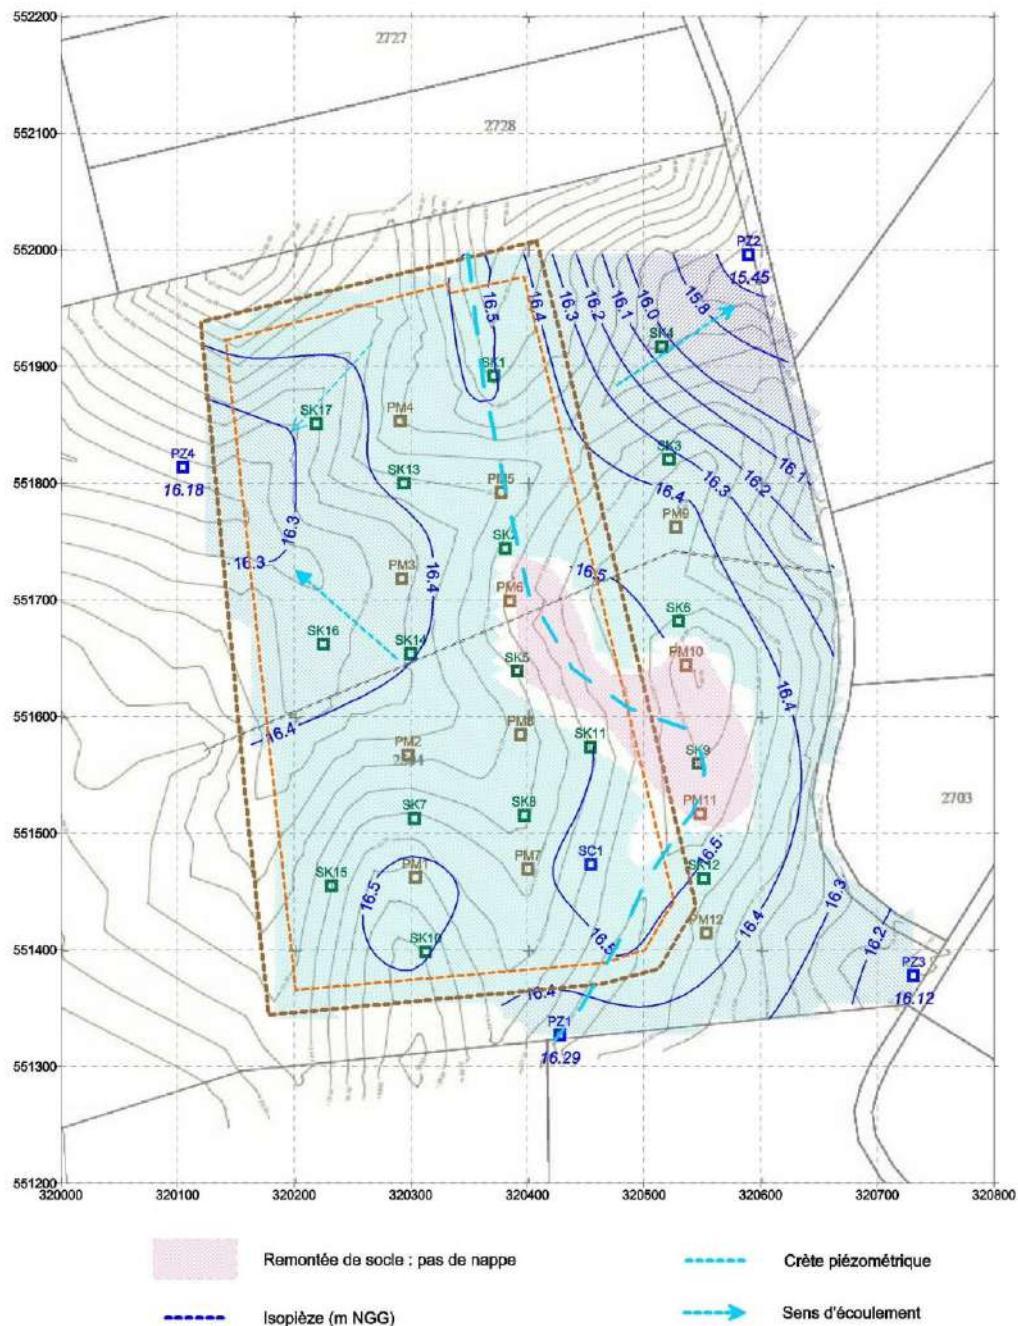 552200
2727
552100
2728
552000
PZ2
15.45
16.5
16.4
16.3
16.2
16.1
16.0
15.8
SK4
551900
SK1
SK17
PM4
PZ4
16.18
SK13
SK3
551800
PM5
16.4
16.3
16.2
16.1
PM9
16.3
SK2
16.3
16.4
PM3
16.5
551700
PM6
SK6
SK16
SK14
SK5
PM10
16.4
551600
16.4
PM8
SK11
PM2
SK9
2703
SK7
SK8
PM11
551500
SC1
16.5
PM1
PM7
SK12
SK15
16.5
16.3
16.4
PM12
16.2
551400
SK10
16.5
PZ3
16.12
16.4
PZ1
16.29
551300
551200
320000 320100 320200 320300 320400 320500 320600 320700 320800
Remontée de socle : pas de nappe
Crète piézométrique
Isopièze (m NGG)
Sens d'écoulement